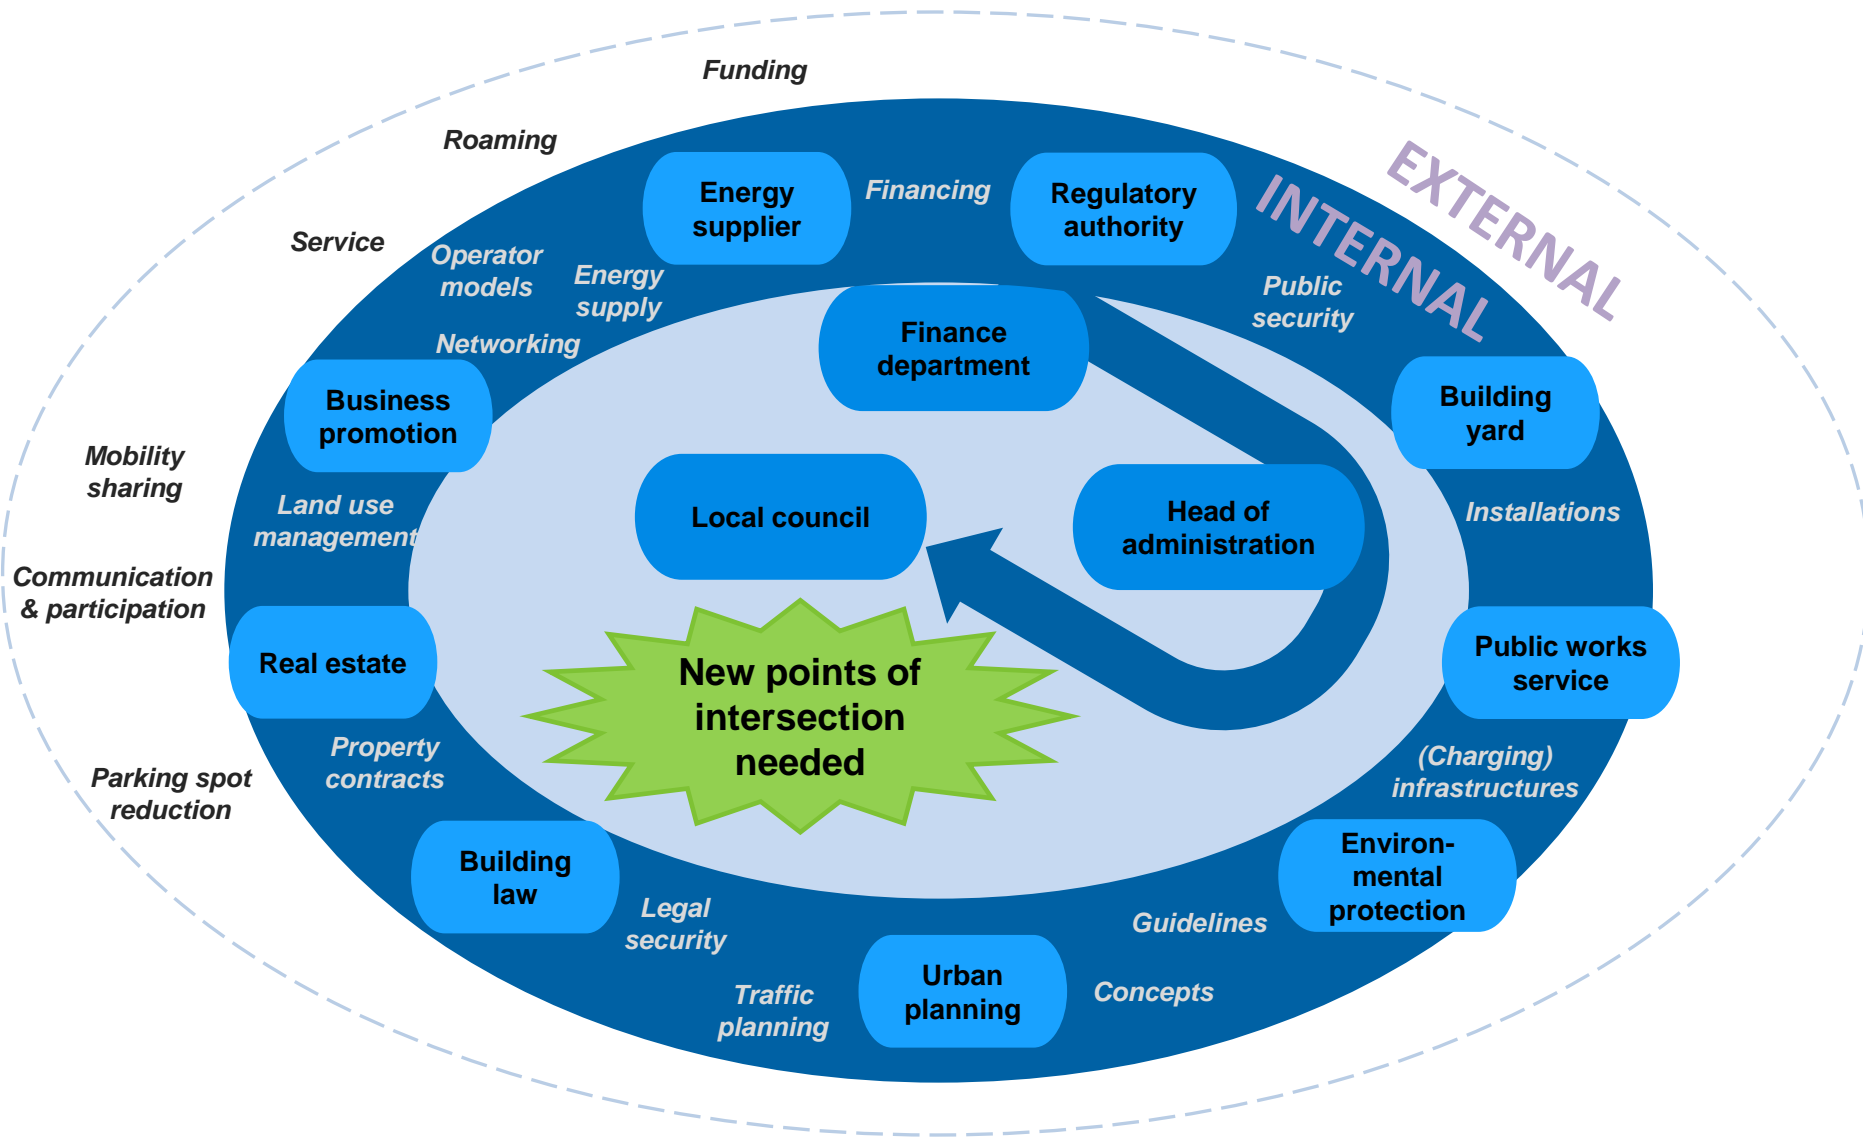 Funding
Roaming
EXTERNAL
INTERNAL
Energy
supplier
Financing
Regulatory
authority
Service
Operator
models
Energy
supply
Public
security
Networking
Finance
department
Business
promotion
Building
yard
Mobility
sharing
Land use
management
Local council
Head of
administration
Installations
Communication
& participation
Real estate
New points of
intersection
needed
Public works
service
Property
contracts
Parking spot
reduction
(Charging)
infrastructures
Building
law
Environ-
mental
protection
Legal
security
Guidelines
Traffic
planning
Urban
planning
Concepts